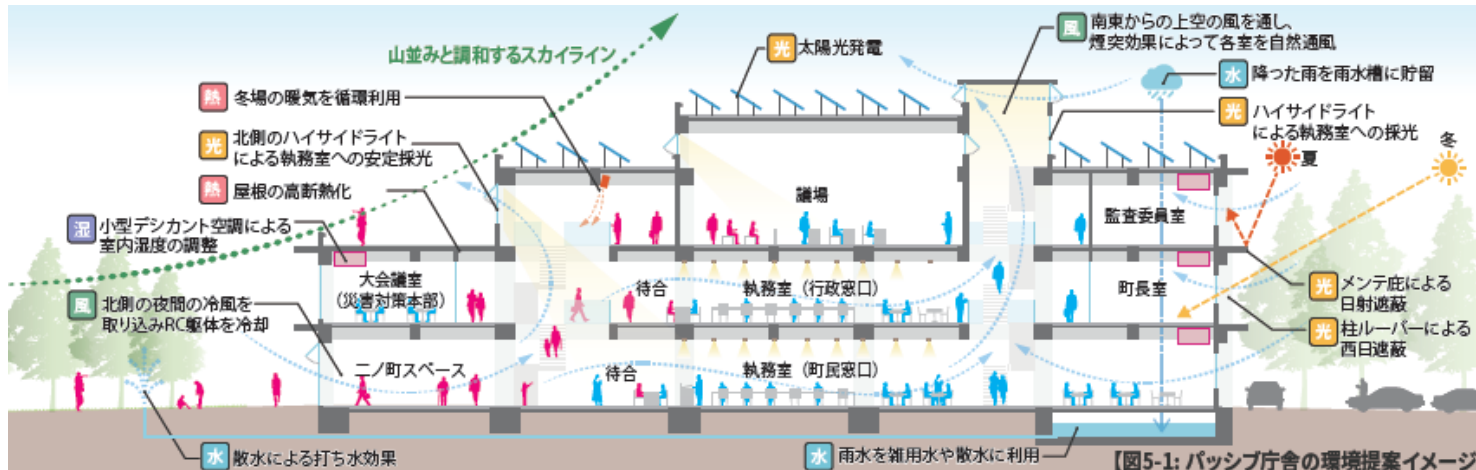 山並みと調和するスカイライン
熱 冬場の暖気を循環利用
光 北側のハイサイドライト
による執務室への安定採光
熱 屋根の高断熱化
湿 小型デシカント空調による
室内湿度の調整
風 北側の夜間の冷風を
取り込みRC躯体を冷却
光 太陽光発電
風 南東からの上空の風を通し、
煙突効果によって各室を自然通風
水 降った雨を雨水槽に貯留
光 ハイサイドライト
による執務室への採光
夏
冬
議場
監査委員室
大会議室
(災害対策本部)
待合
執務室(行政窓口)
町長室
光 メンテ庇による
日射遮蔽
光 柱ルーバーによる
西日遮蔽
二ノ町スペース
待合
執務室(町民窓口)
水 散水による打ち水効果
水 雨水を雑用水や散水に利用
【図5-1: パッシブ庁舎の環境提案イメージ